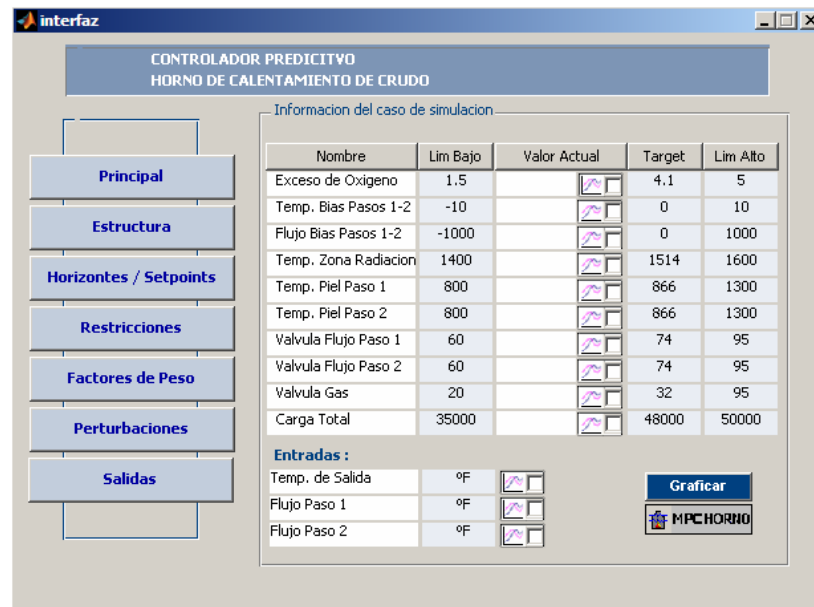 interfaz
CONTROLADOR PREDICITVO
HORNO DE CALENTAMIENTO DE CRUDO
Principal
Estructura
Horizontes / Setpoints
Restricciones
Factores de Peso
Perturbaciones
Salidas
Informacion del caso de simulacion
Nombre Lim Bajo Valor Actual Target Lim Alto
Exceso de Oxigeno 1.5 4.1 5
Temp. Bias Pasos 1-2 -10 0 10
Flujo Bias Pasos 1-2 -1000 0 1000
Temp. Zona Radiacion 1400 1514 1600
Temp. Piel Paso 1 800 866 1300
Temp. Piel Paso 2 800 866 1300
Valvula Flujo Paso 1 60 74 95
Valvula Flujo Paso 2 60 74 95
Valvula Gas 20 32 95
Carga Total 35000 48000 50000
Entradas :
Temp. de Salida ºF
Flujo Paso 1 ºF
Flujo Paso 2 ºF
Graficar
MPCHORNO